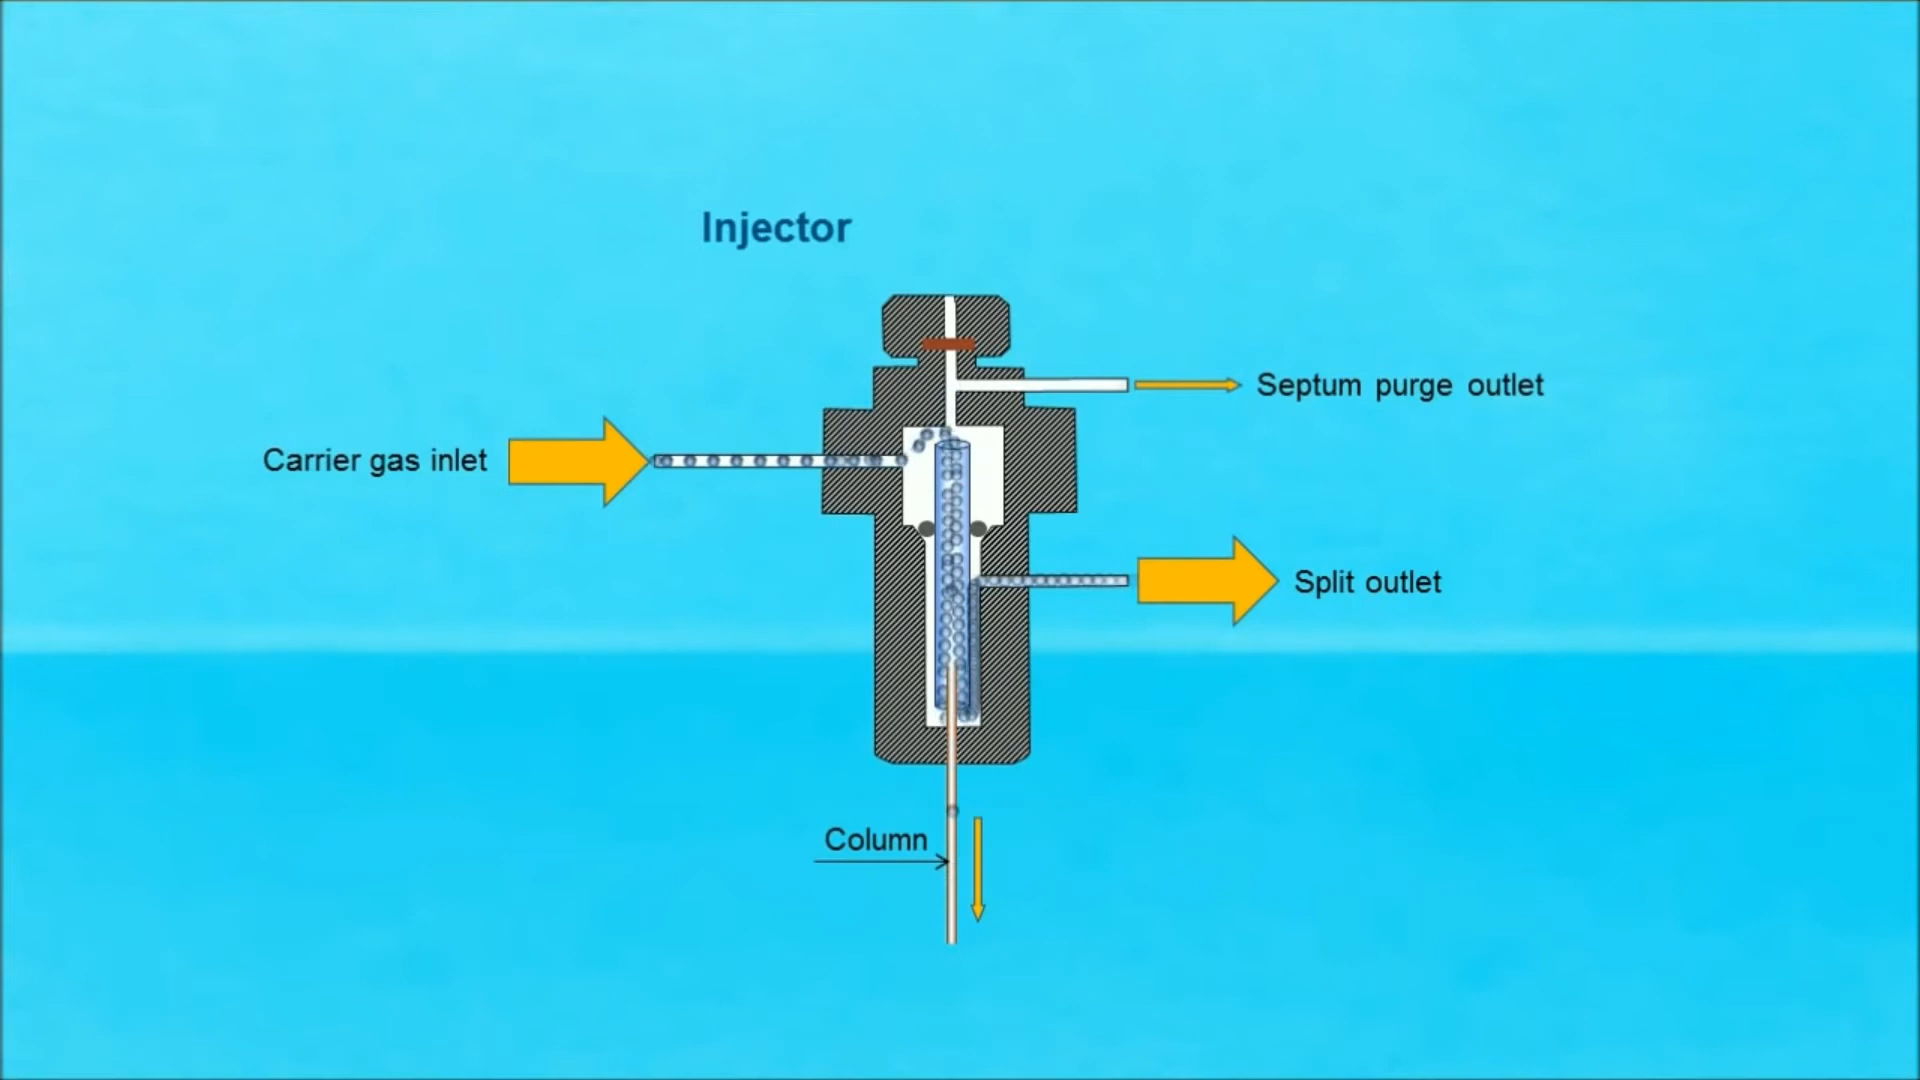 Injector
Septum purge outlet
Carrier gas inlet
Split outlet
Column